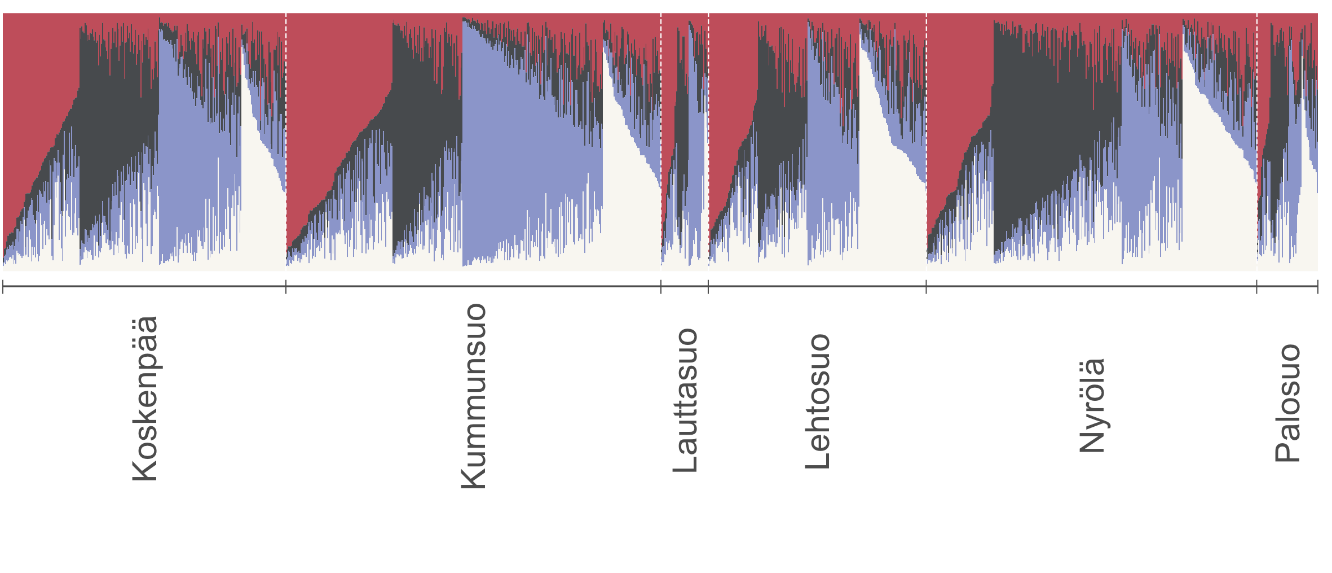 Koskenpää
Kummunsuo
Lauttasuo
Lehtosuo
Nyrölä
Palosuo